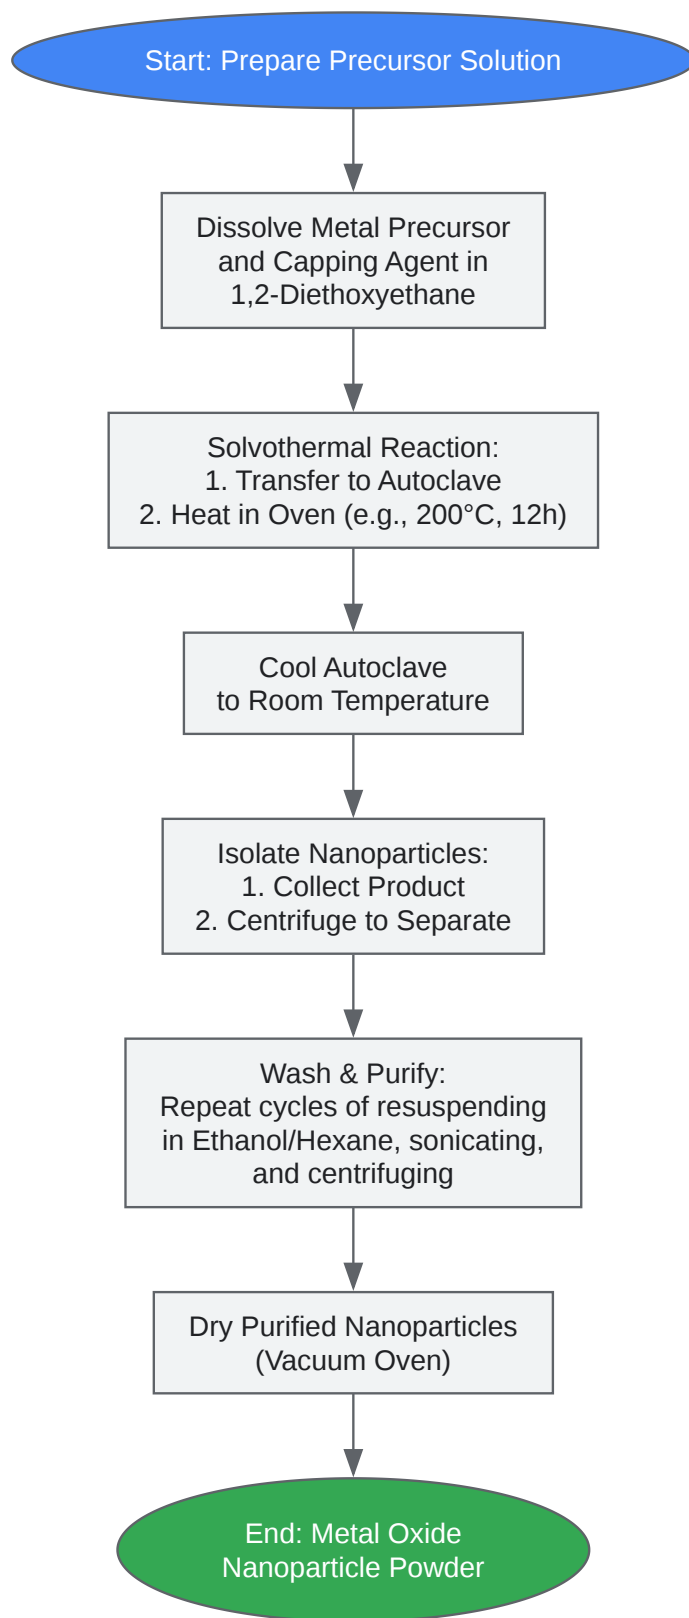 Start: Prepare Precursor Solution
Dissolve Metal Precursor
and Capping Agent in
1,2-Diethoxyethane
Solvothermal Reaction:
1. Transfer to Autoclave
2. Heat in Oven (e.g., 200°C, 12h)
Cool Autoclave
to Room Temperature
Isolate Nanoparticles:
1. Collect Product
2. Centrifuge to Separate
Wash & Purify:
Repeat cycles of resuspending
in Ethanol/Hexane, sonicating,
and centrifuging
Dry Purified Nanoparticles
(Vacuum Oven)
End: Metal Oxide
Nanoparticle Powder